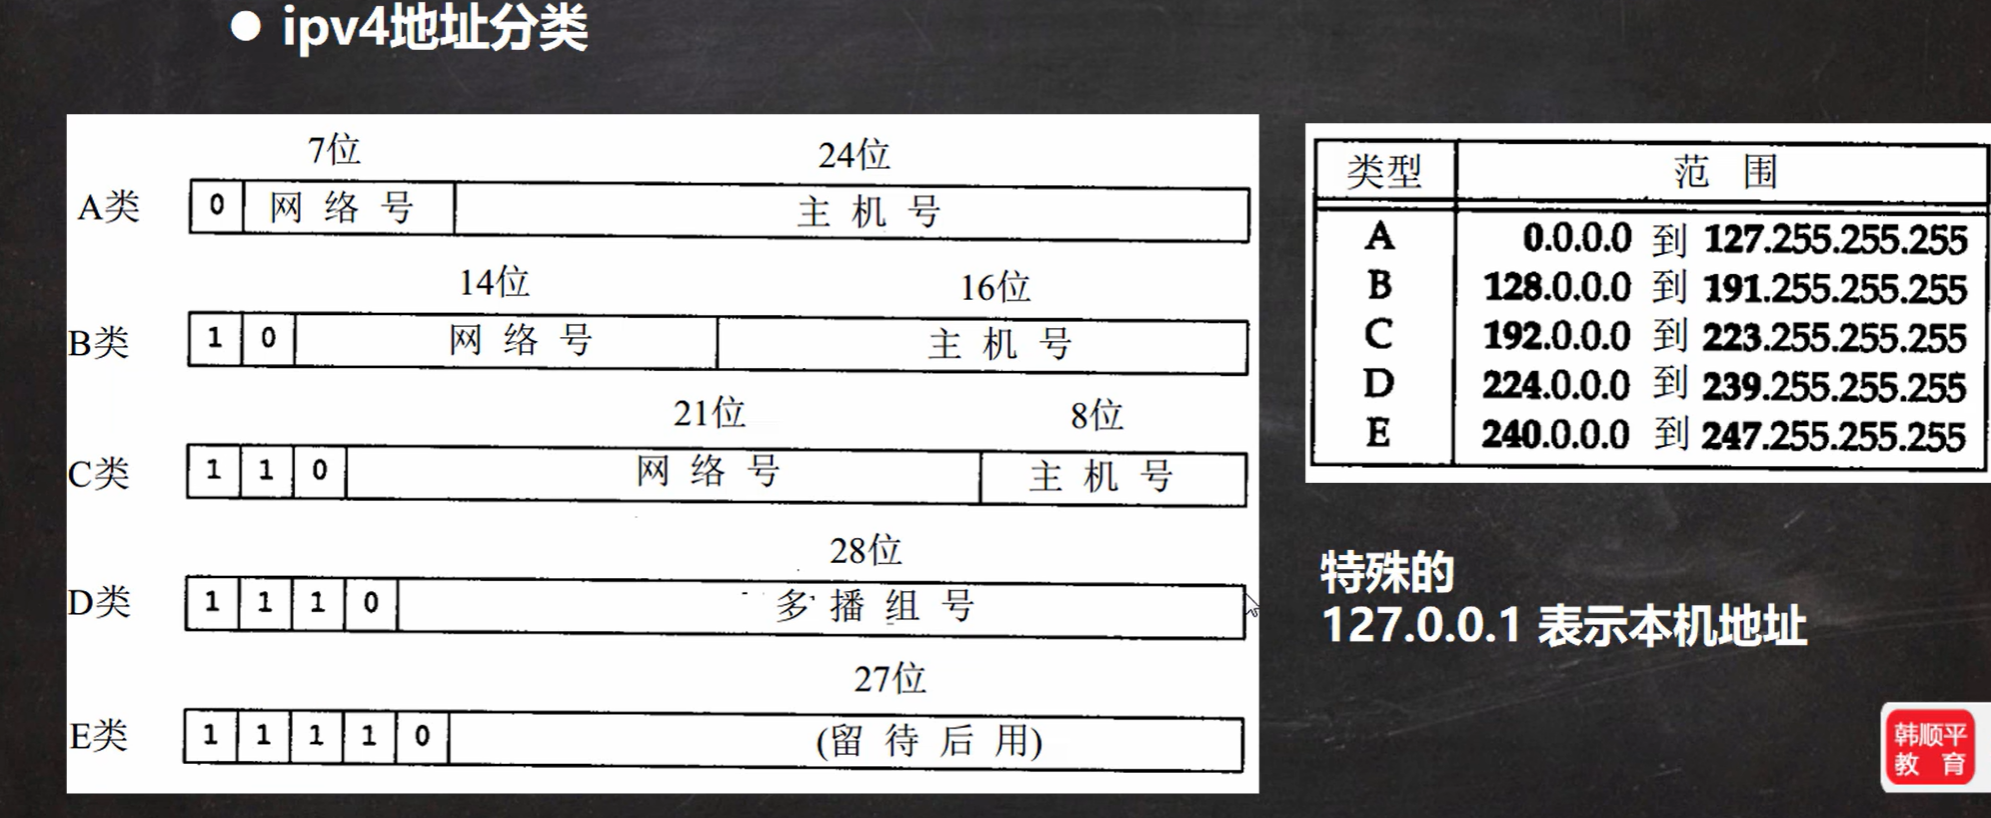 ● ipv4地址分类
7位 24位
A类 0 网络号 主机号
14位 16位
B类 1 0 网络号 主机号
21位 8位
C类 1 1 0 网络号 主机号
28位
D类 1 1 1 0 多播组号
27位
E类 1 1 1 1 0 (留待后用)
类型 范围
A 0.0.0.0 到 127.255.255.255
B 128.0.0.0 到 191.255.255.255
C 192.0.0.0 到 223.255.255.255
D 224.0.0.0 到 239.255.255.255
E 240.0.0.0 到 247.255.255.255
特殊的
127.0.0.1 表示本机地址
韩顺平
教育